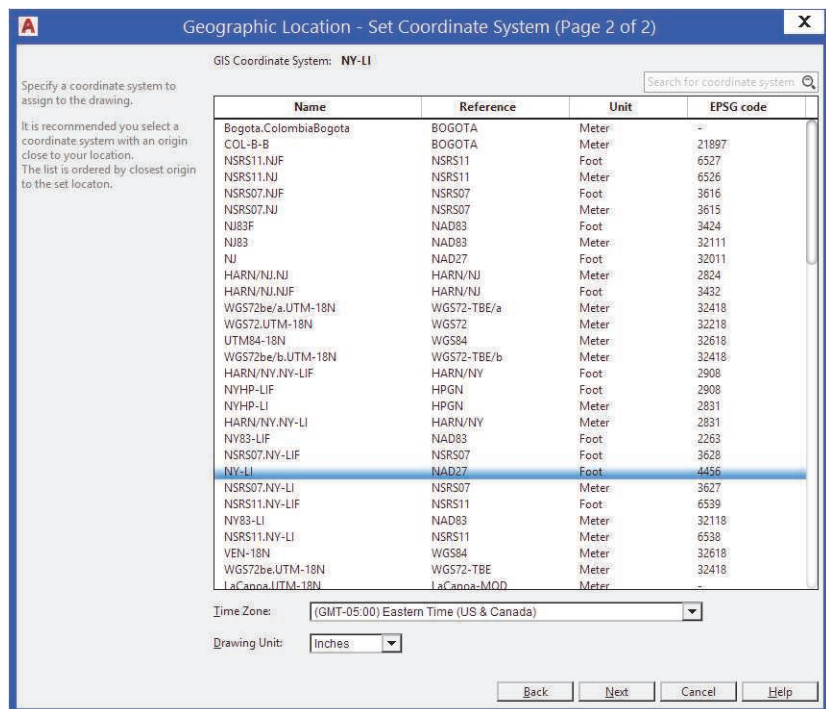 A Geographic Location - Set Coordinate System (Page 2 of 2) X
GIS Coordinate System: NY-LI
Specify a coordinate system to
assign to the drawing.
It is recommended you select a
coordinate system with an origin
close to your location.
The list is ordered by closest origin
to the set locaton.
Search for coordinate system
Name Reference Unit EPSG code
Bogota.ColombiaBogota BOGOTA Meter -
COL-B-B BOGOTA Meter 21897
NSRS11.NJF NSRS11 Foot 6527
NSRS11.NJ NSRS11 Meter 6526
NSRS07.NJF NSRS07 Foot 3616
NSRS07.NJ NSRS07 Meter 3615
NJ83F NAD83 Foot 3424
NJ83 NAD83 Meter 32111
NJ NAD27 Foot 32011
HARN/NJ.NJ HARN/NJ Meter 2824
HARN/NJ.NJF HARN/NJ Foot 3432
WGS72be/a.UTM-18N WGS72-TBE/a Meter 32418
WGS72.UTM-18N WGS72 Meter 32218
UTM84-18N WGS84 Meter 32618
WGS72be/b.UTM-18N WGS72-TBE/b Meter 32418
HARN/NY.NY-LIF HARN/NY Foot 2908
NYHP-LIF HPGN Foot 2908
NYHP-LI HPGN Meter 2831
HARN/NY.NY-LI HARN/NY Meter 2831
NY83-LIF NAD83 Foot 2263
NSRS07.NY-LIF NSRS07 Foot 3628
NY-LI NAD27 Foot 4456
NSRS07.NY-LI NSRS07 Meter 3627
NSRS11.NY-LIF NSRS11 Foot 6539
NY83-LI NAD83 Meter 32118
NSRS11.NY-LI NSRS11 Meter 6538
VEN-18N WGS84 Meter 32618
WGS72be.UTM-18N WGS72-TBE Meter 32418
LaCanoa.UTM-18N LaCanoa-MOD Meter -
Time Zone: (GMT-05:00) Eastern Time (US & Canada)
Drawing Unit: Inches
Back Next Cancel Help